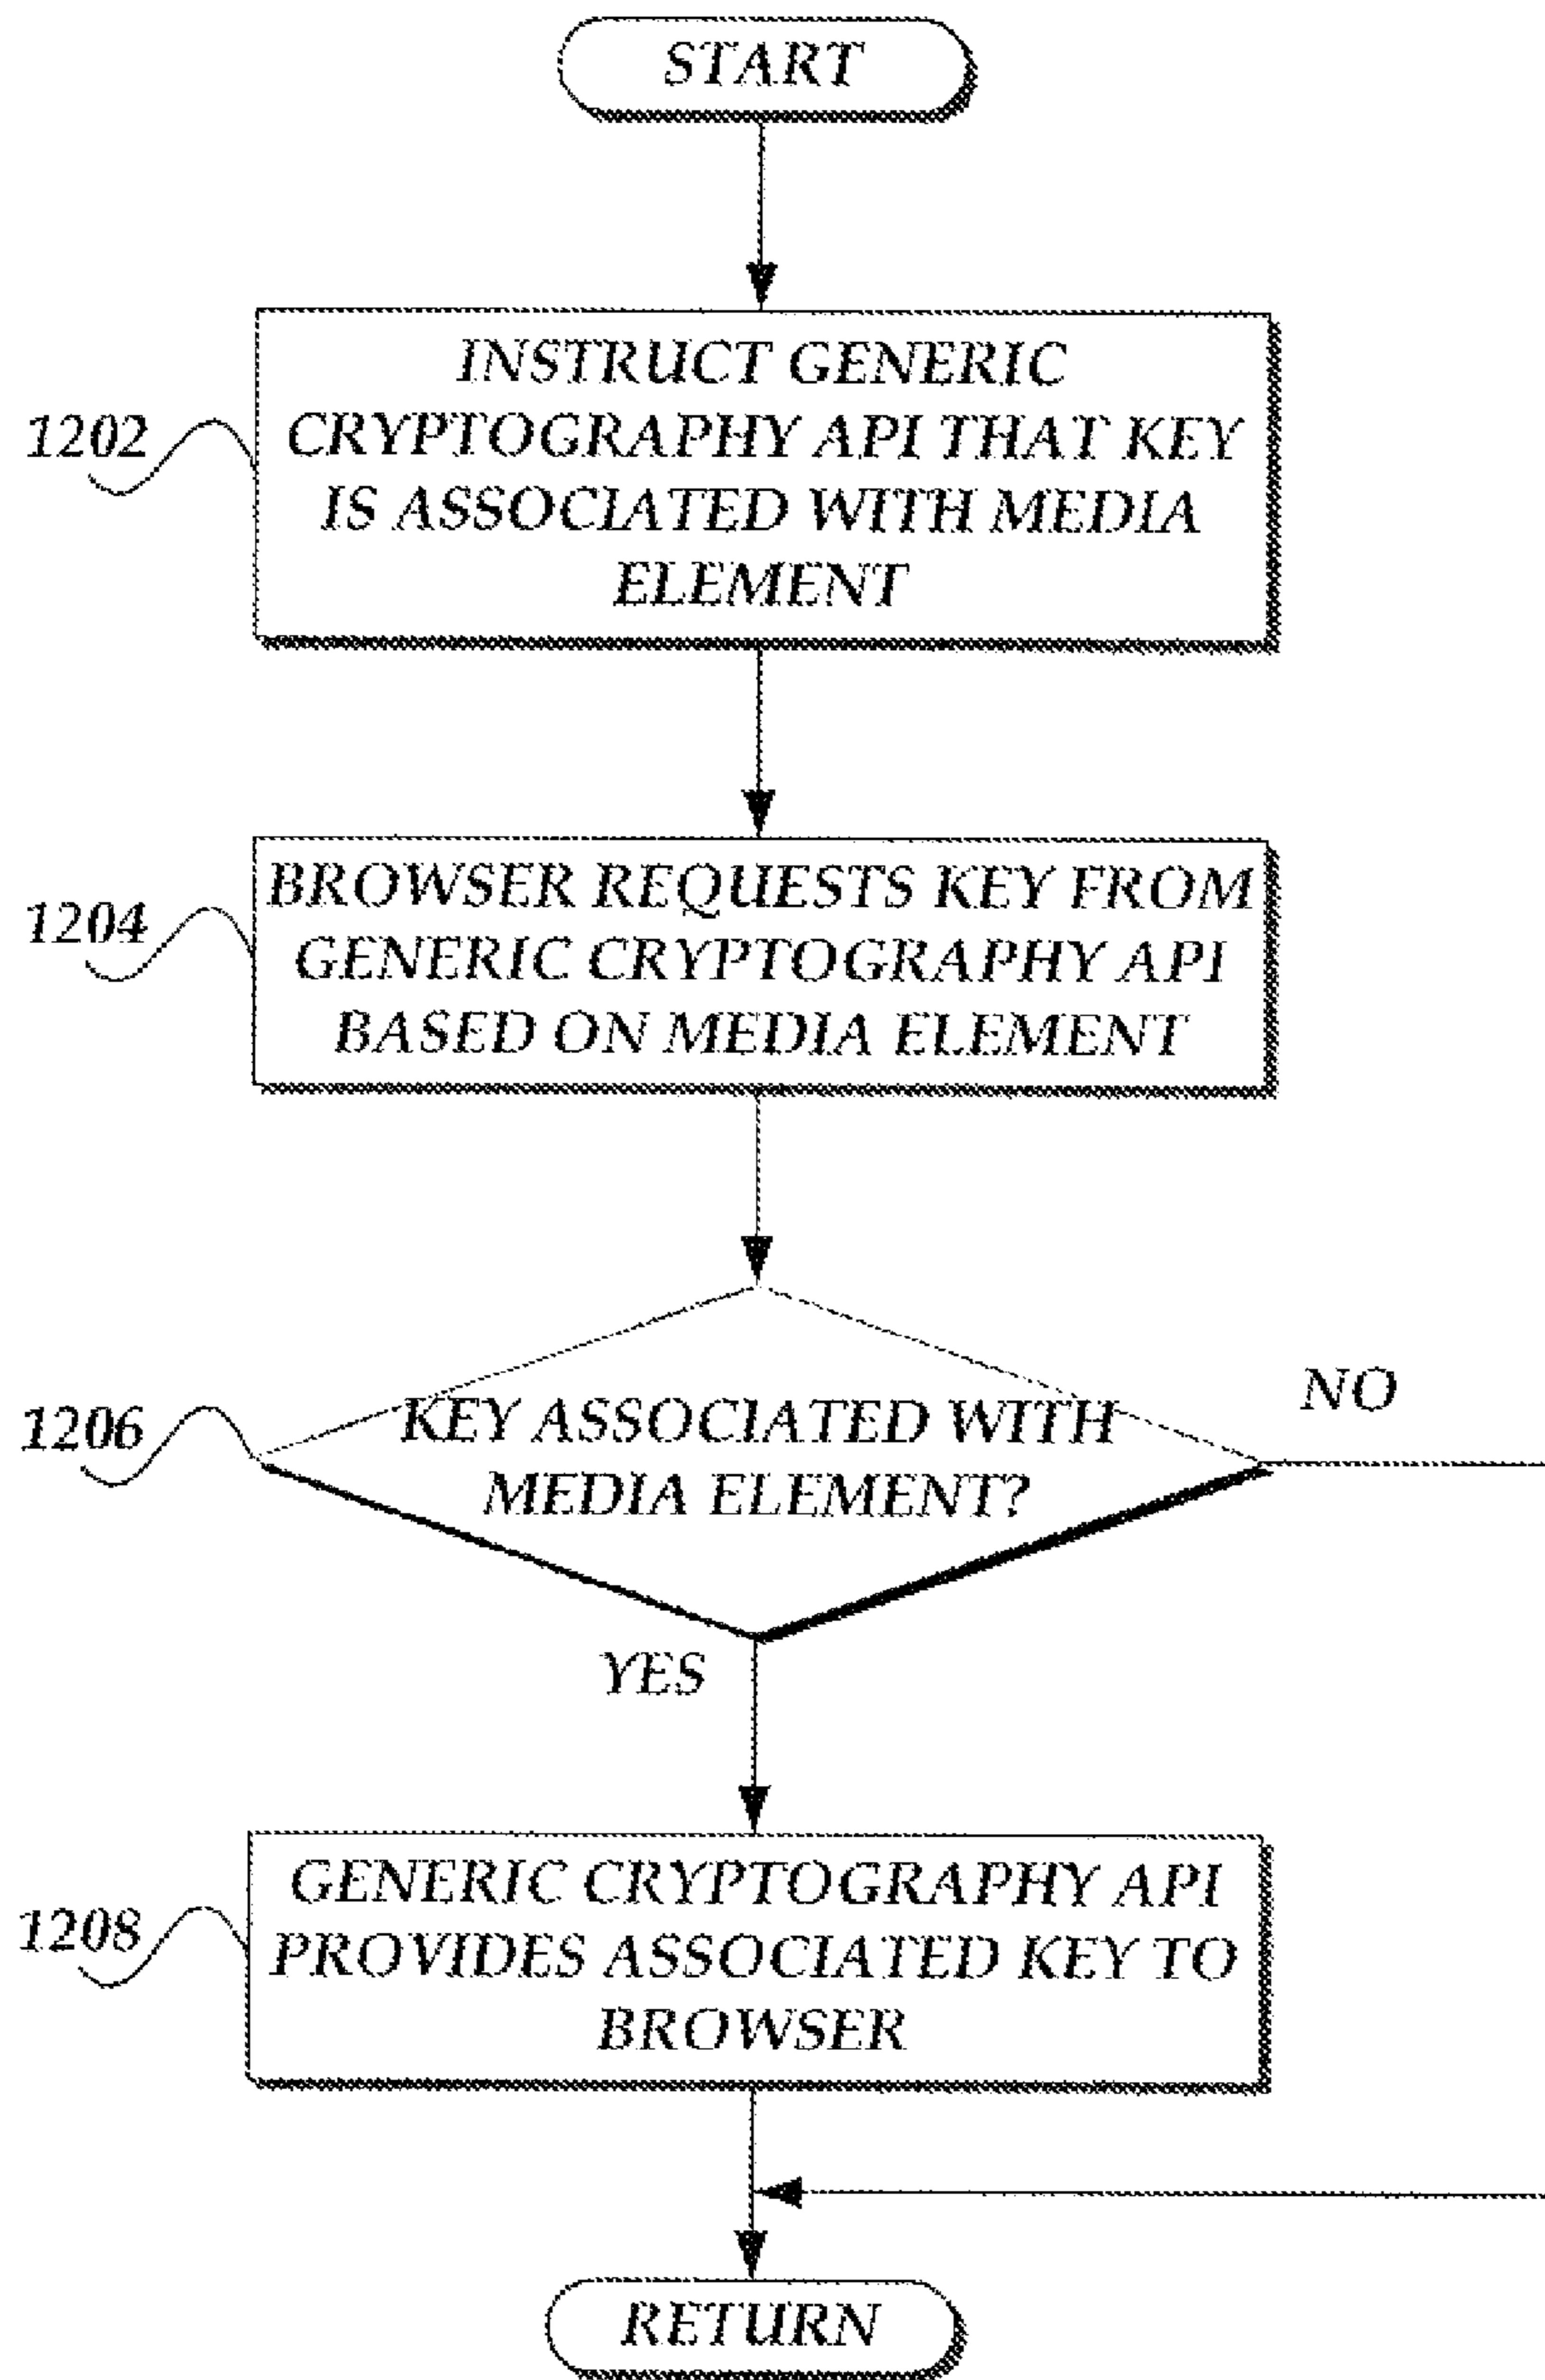 START
INSTRUCT GENERIC
CRYPTOGRAPHY API THAT KEY
IS ASSOCIATED WITH MEDIA
ELEMENT
1202
BROWSER REQUESTS KEY FROM
GENERIC CRYPTOGRAPHY API
BASED ON MEDIA ELEMENT
1204
KEY ASSOCIATED WITH
MEDIA ELEMENT?
1206
NO
YES
GENERIC CRYPTOGRAPHY API
PROVIDES ASSOCIATED KEY TO
BROWSER
1208
RETURN